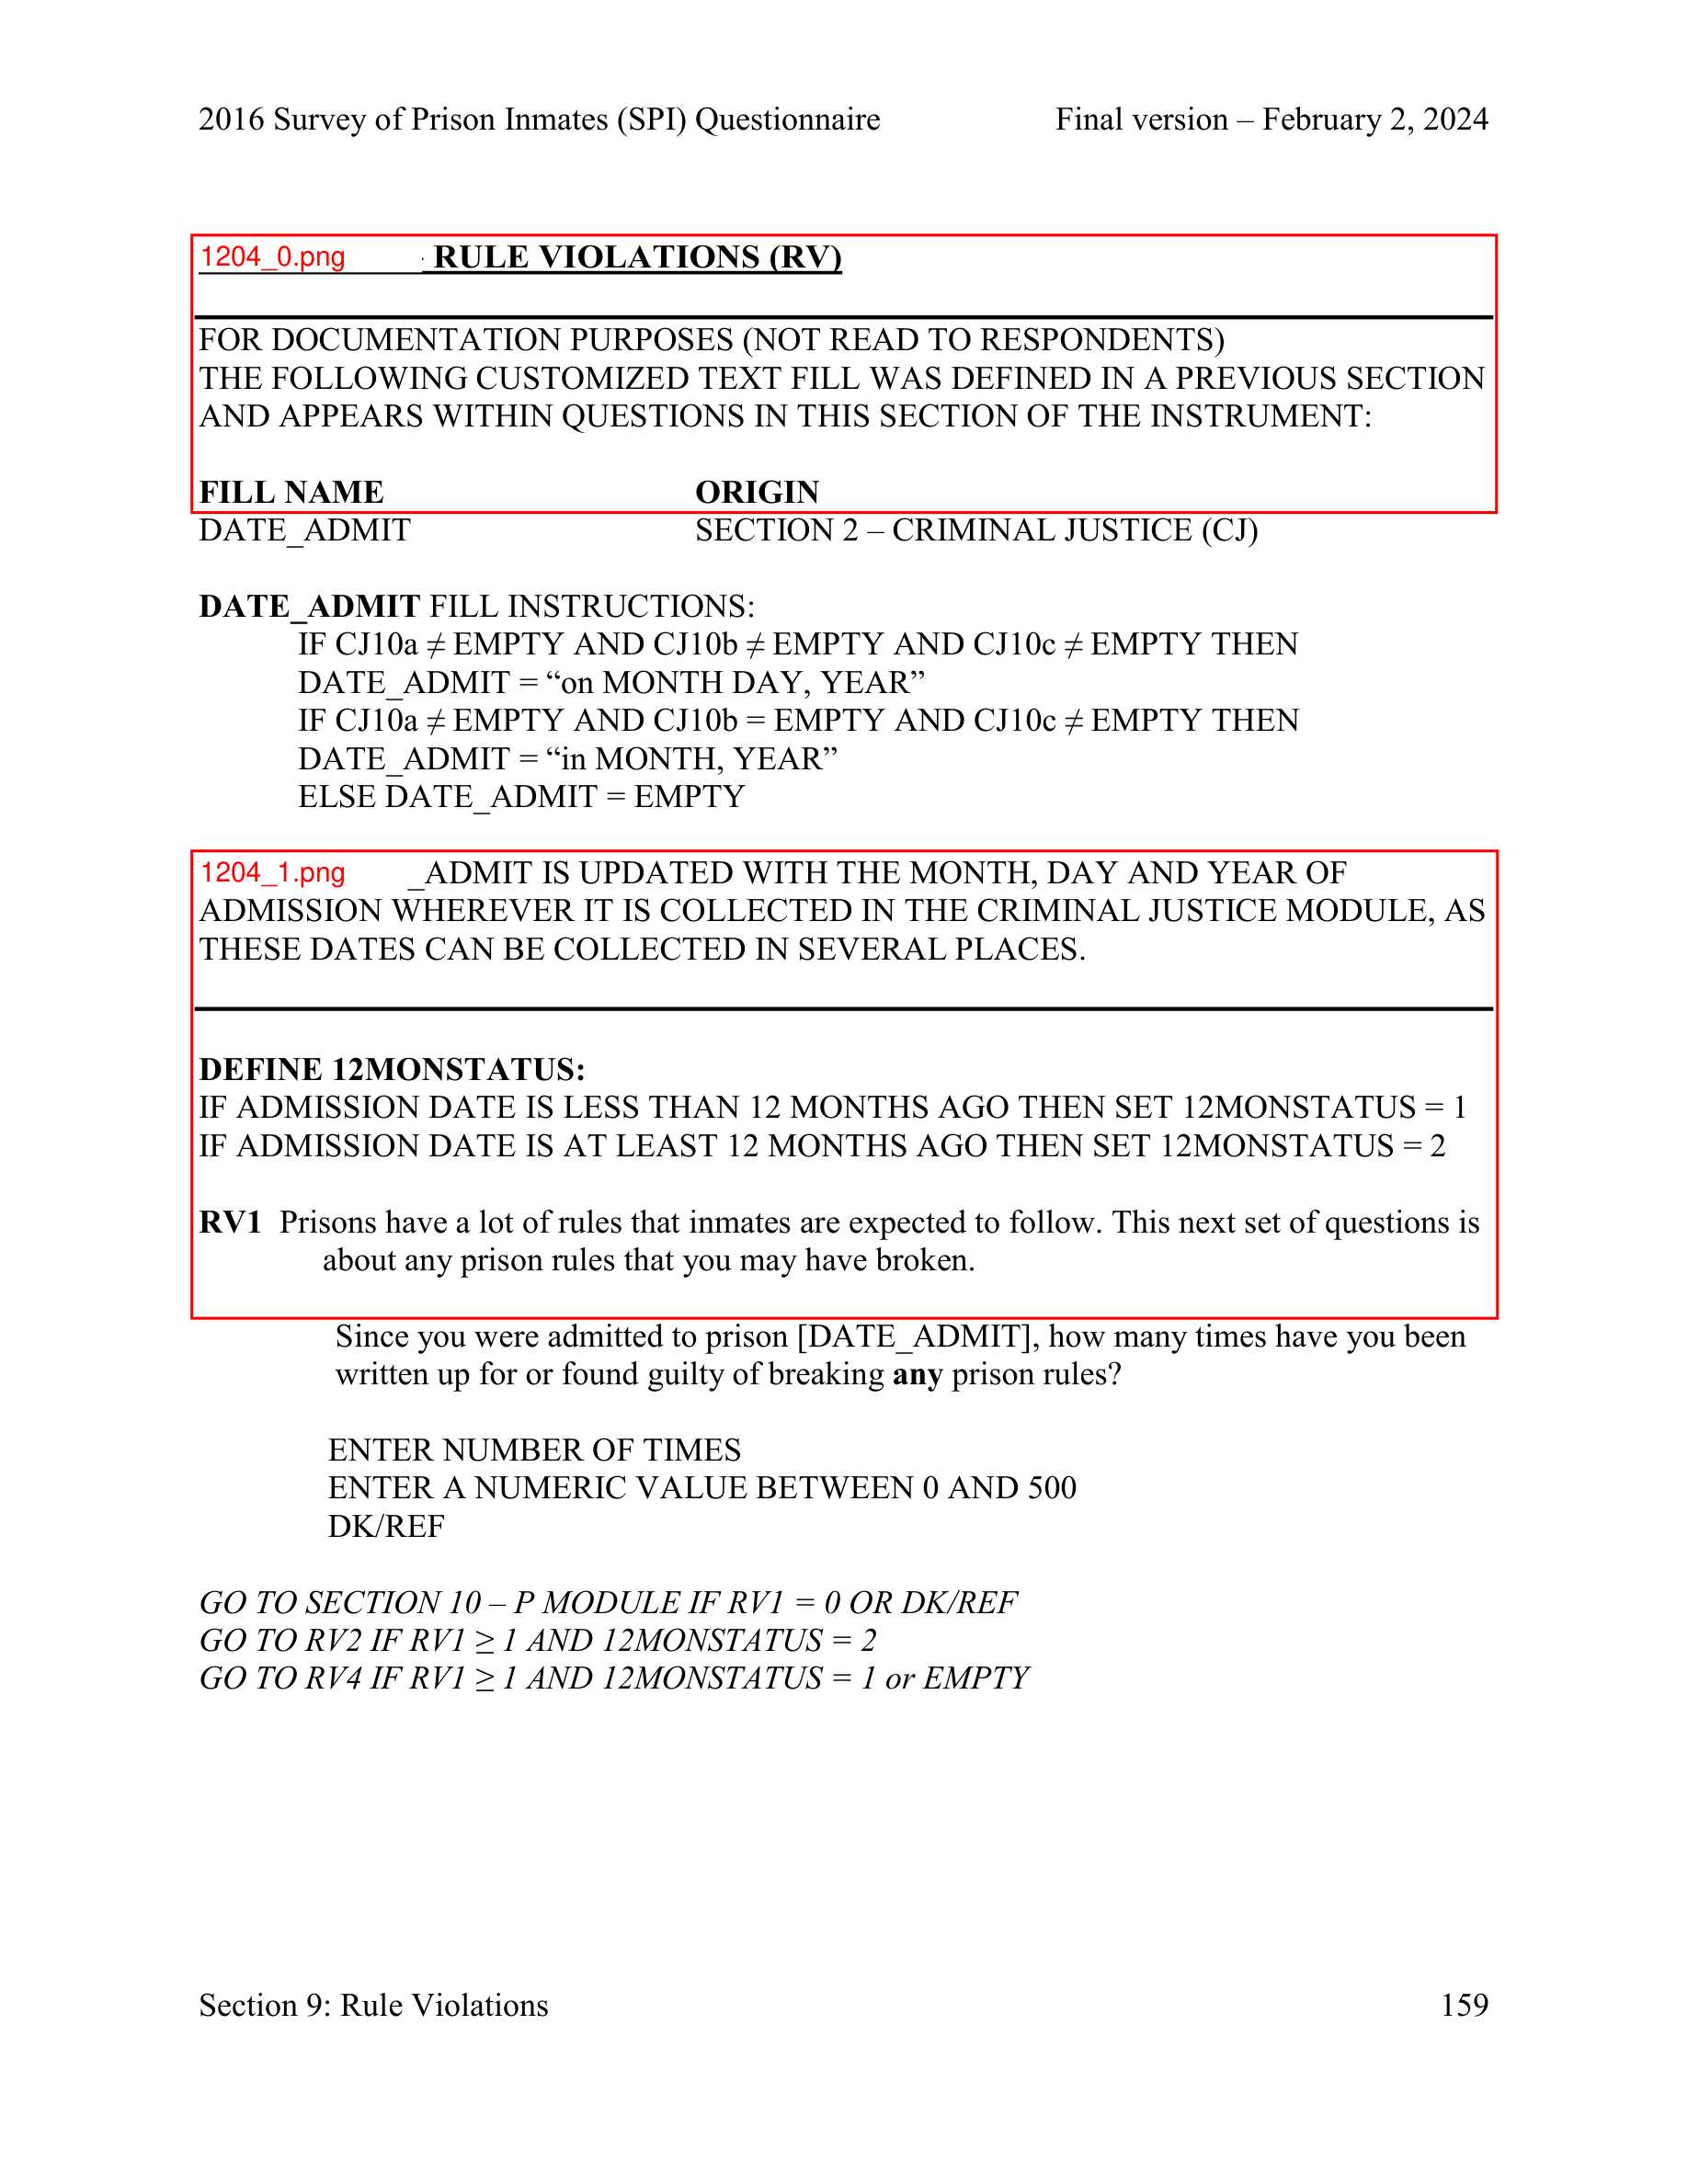 2016 Survey of Prison Inmates (SPI) Questionnaire Final version – February 2, 2024
1204_0.png RULE VIOLATIONS (RV)
FOR DOCUMENTATION PURPOSES (NOT READ TO RESPONDENTS)
THE FOLLOWING CUSTOMIZED TEXT FILL WAS DEFINED IN A PREVIOUS SECTION
AND APPEARS WITHIN QUESTIONS IN THIS SECTION OF THE INSTRUMENT:
FILL NAME ORIGIN
DATE_ADMIT SECTION 2 – CRIMINAL JUSTICE (CJ)
DATE_ADMIT FILL INSTRUCTIONS:
IF CJ10a ≠ EMPTY AND CJ10b ≠ EMPTY AND CJ10c ≠ EMPTY THEN
DATE_ADMIT = “on MONTH DAY, YEAR”
IF CJ10a ≠ EMPTY AND CJ10b = EMPTY AND CJ10c ≠ EMPTY THEN
DATE_ADMIT = “in MONTH, YEAR”
ELSE DATE_ADMIT = EMPTY
1204_1.png _ADMIT IS UPDATED WITH THE MONTH, DAY AND YEAR OF
ADMISSION WHEREVER IT IS COLLECTED IN THE CRIMINAL JUSTICE MODULE, AS
THESE DATES CAN BE COLLECTED IN SEVERAL PLACES.
DEFINE 12MONSTATUS:
IF ADMISSION DATE IS LESS THAN 12 MONTHS AGO THEN SET 12MONSTATUS = 1
IF ADMISSION DATE IS AT LEAST 12 MONTHS AGO THEN SET 12MONSTATUS = 2
RV1 Prisons have a lot of rules that inmates are expected to follow. This next set of questions is
about any prison rules that you may have broken.
Since you were admitted to prison [DATE_ADMIT], how many times have you been
written up for or found guilty of breaking any prison rules?
ENTER NUMBER OF TIMES
ENTER A NUMERIC VALUE BETWEEN 0 AND 500
DK/REF
GO TO SECTION 10 – P MODULE IF RV1 = 0 OR DK/REF
GO TO RV2 IF RV1 ≥ 1 AND 12MONSTATUS = 2
GO TO RV4 IF RV1 ≥ 1 AND 12MONSTATUS = 1 or EMPTY
Section 9: Rule Violations 159